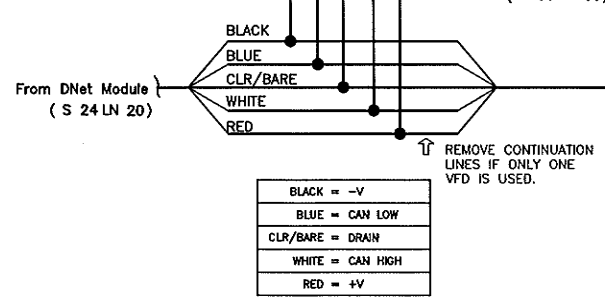 BLACK
BLUE
CLR/BARE
WHITE
RED
From DNet Module
( S 24 LN 20)
REMOVE CONTINUATION
LINES IF ONLY ONE
VFD IS USED.
BLACK = -V
BLUE = CAN LOW
CLR/BARE = DRAIN
WHITE = CAN HIGH
RED = +V